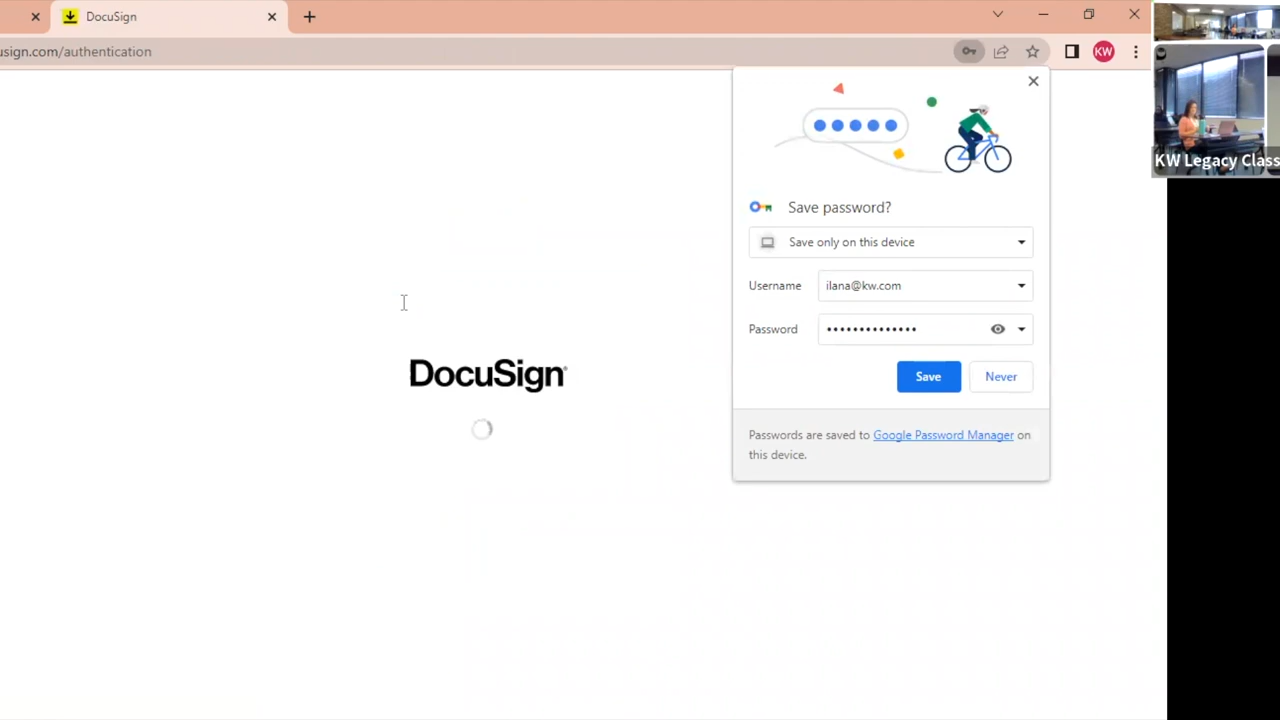 DocuSign
usign.com/authentication
KW
KW Legacy Class
Save password?
Save only on this device
Username
ilana@kw.com
Password
••••••••••••••
Save
Never
Passwords are saved to Google Password Manager on
this device.
DocuSign